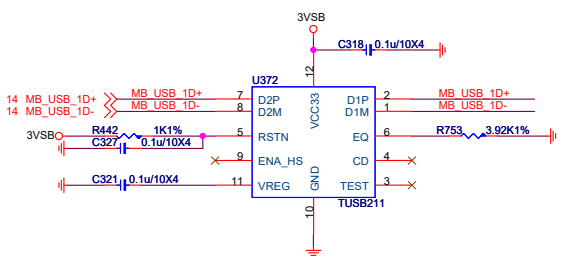 3VSB
C318 0.1u/10X4
U372
12
14 MB_USB_1D+ MB_USB_1D+ 7 D2P VCC33 D1P 2 MB_USB_1D+
14 MB_USB_1D- MB_USB_1D- 8 D2M D1M 1 MB_USB_1D-
3VSB R442 1K1% 5 RSTN EQ 6 R753 3.92K1%
C327 0.1u/10X4
9 ENA_HS CD 4
C321 0.1u/10X4 11 VREG GND TEST 3
10 TUSB211